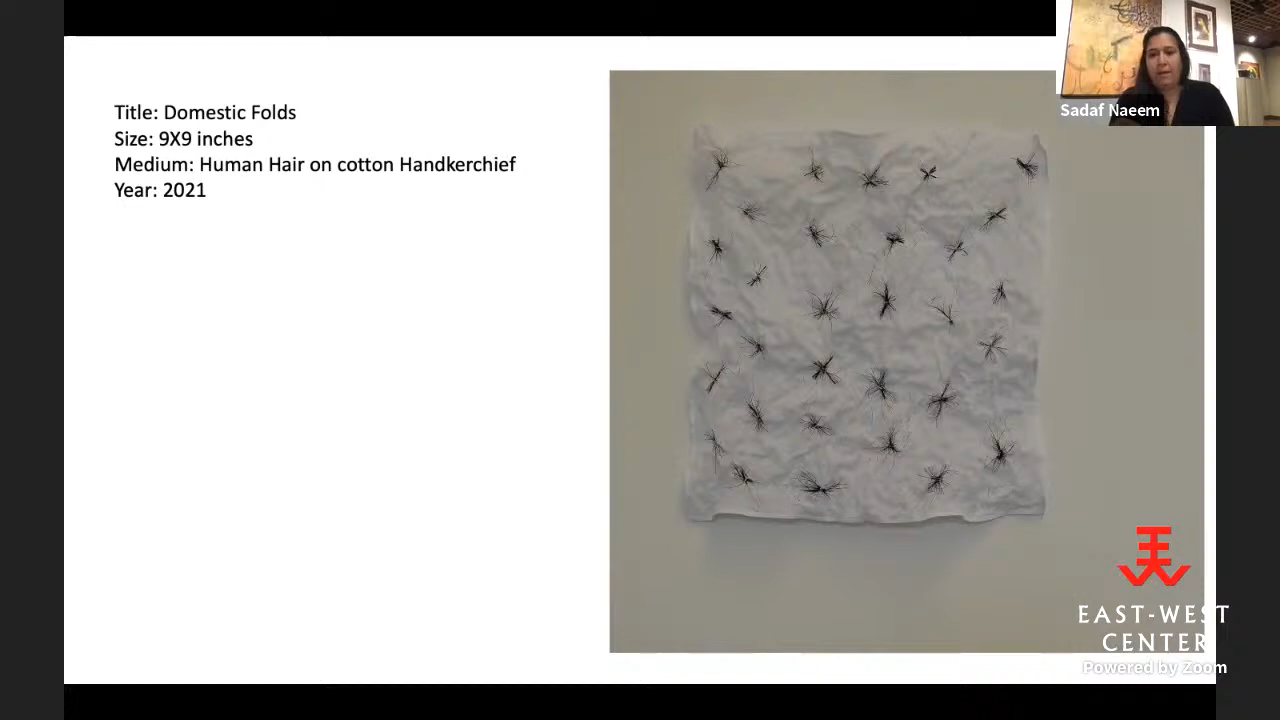 Title: Domestic Folds
Size: 9X9 inches
Medium: Human Hair on cotton Handkerchief
Year: 2021
Sadaf Naeem
EAST-WEST
CENTER
Powered by Zoom